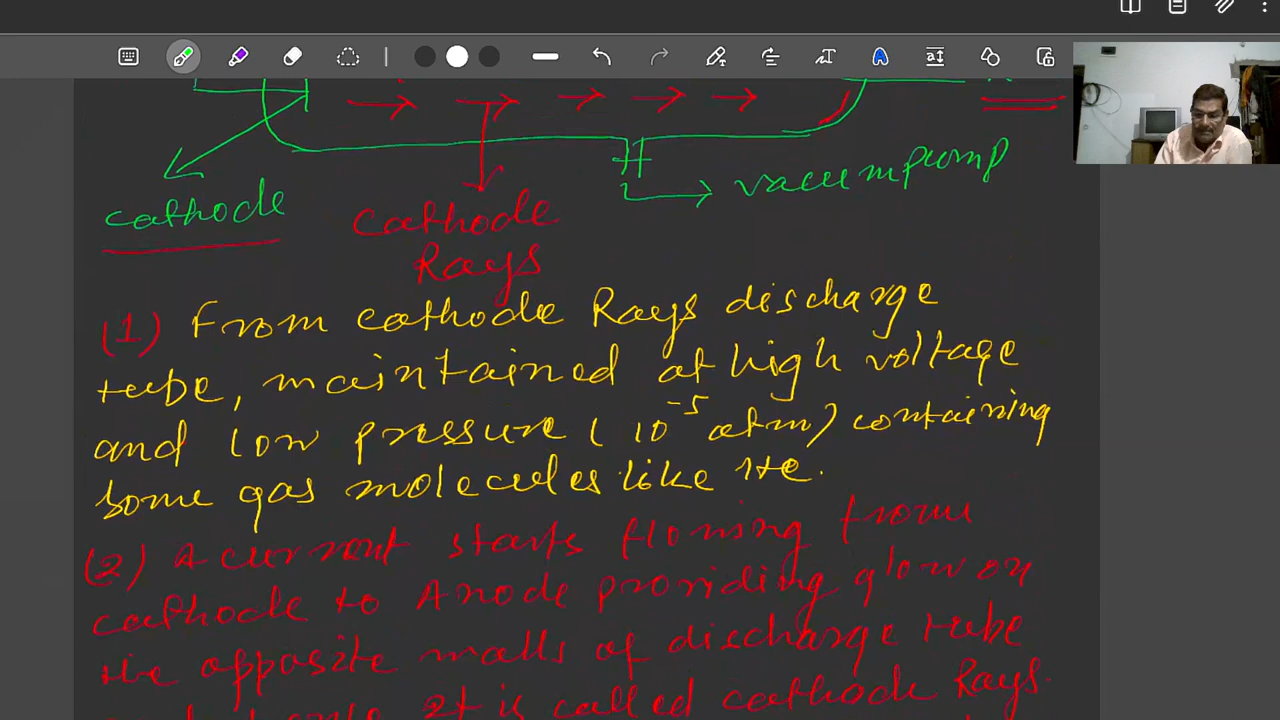 vacuum pump
cathode
Cathode
Rays
(1) From cathode Rays discharge
tube, maintained at high voltage
and low pressure (10⁻⁵ atm) containing
some gas molecules like He.
(2) A current starts flowing from
cathode to Anode providing glow on
the opposite walls of discharge tube
It is called cathode Rays.